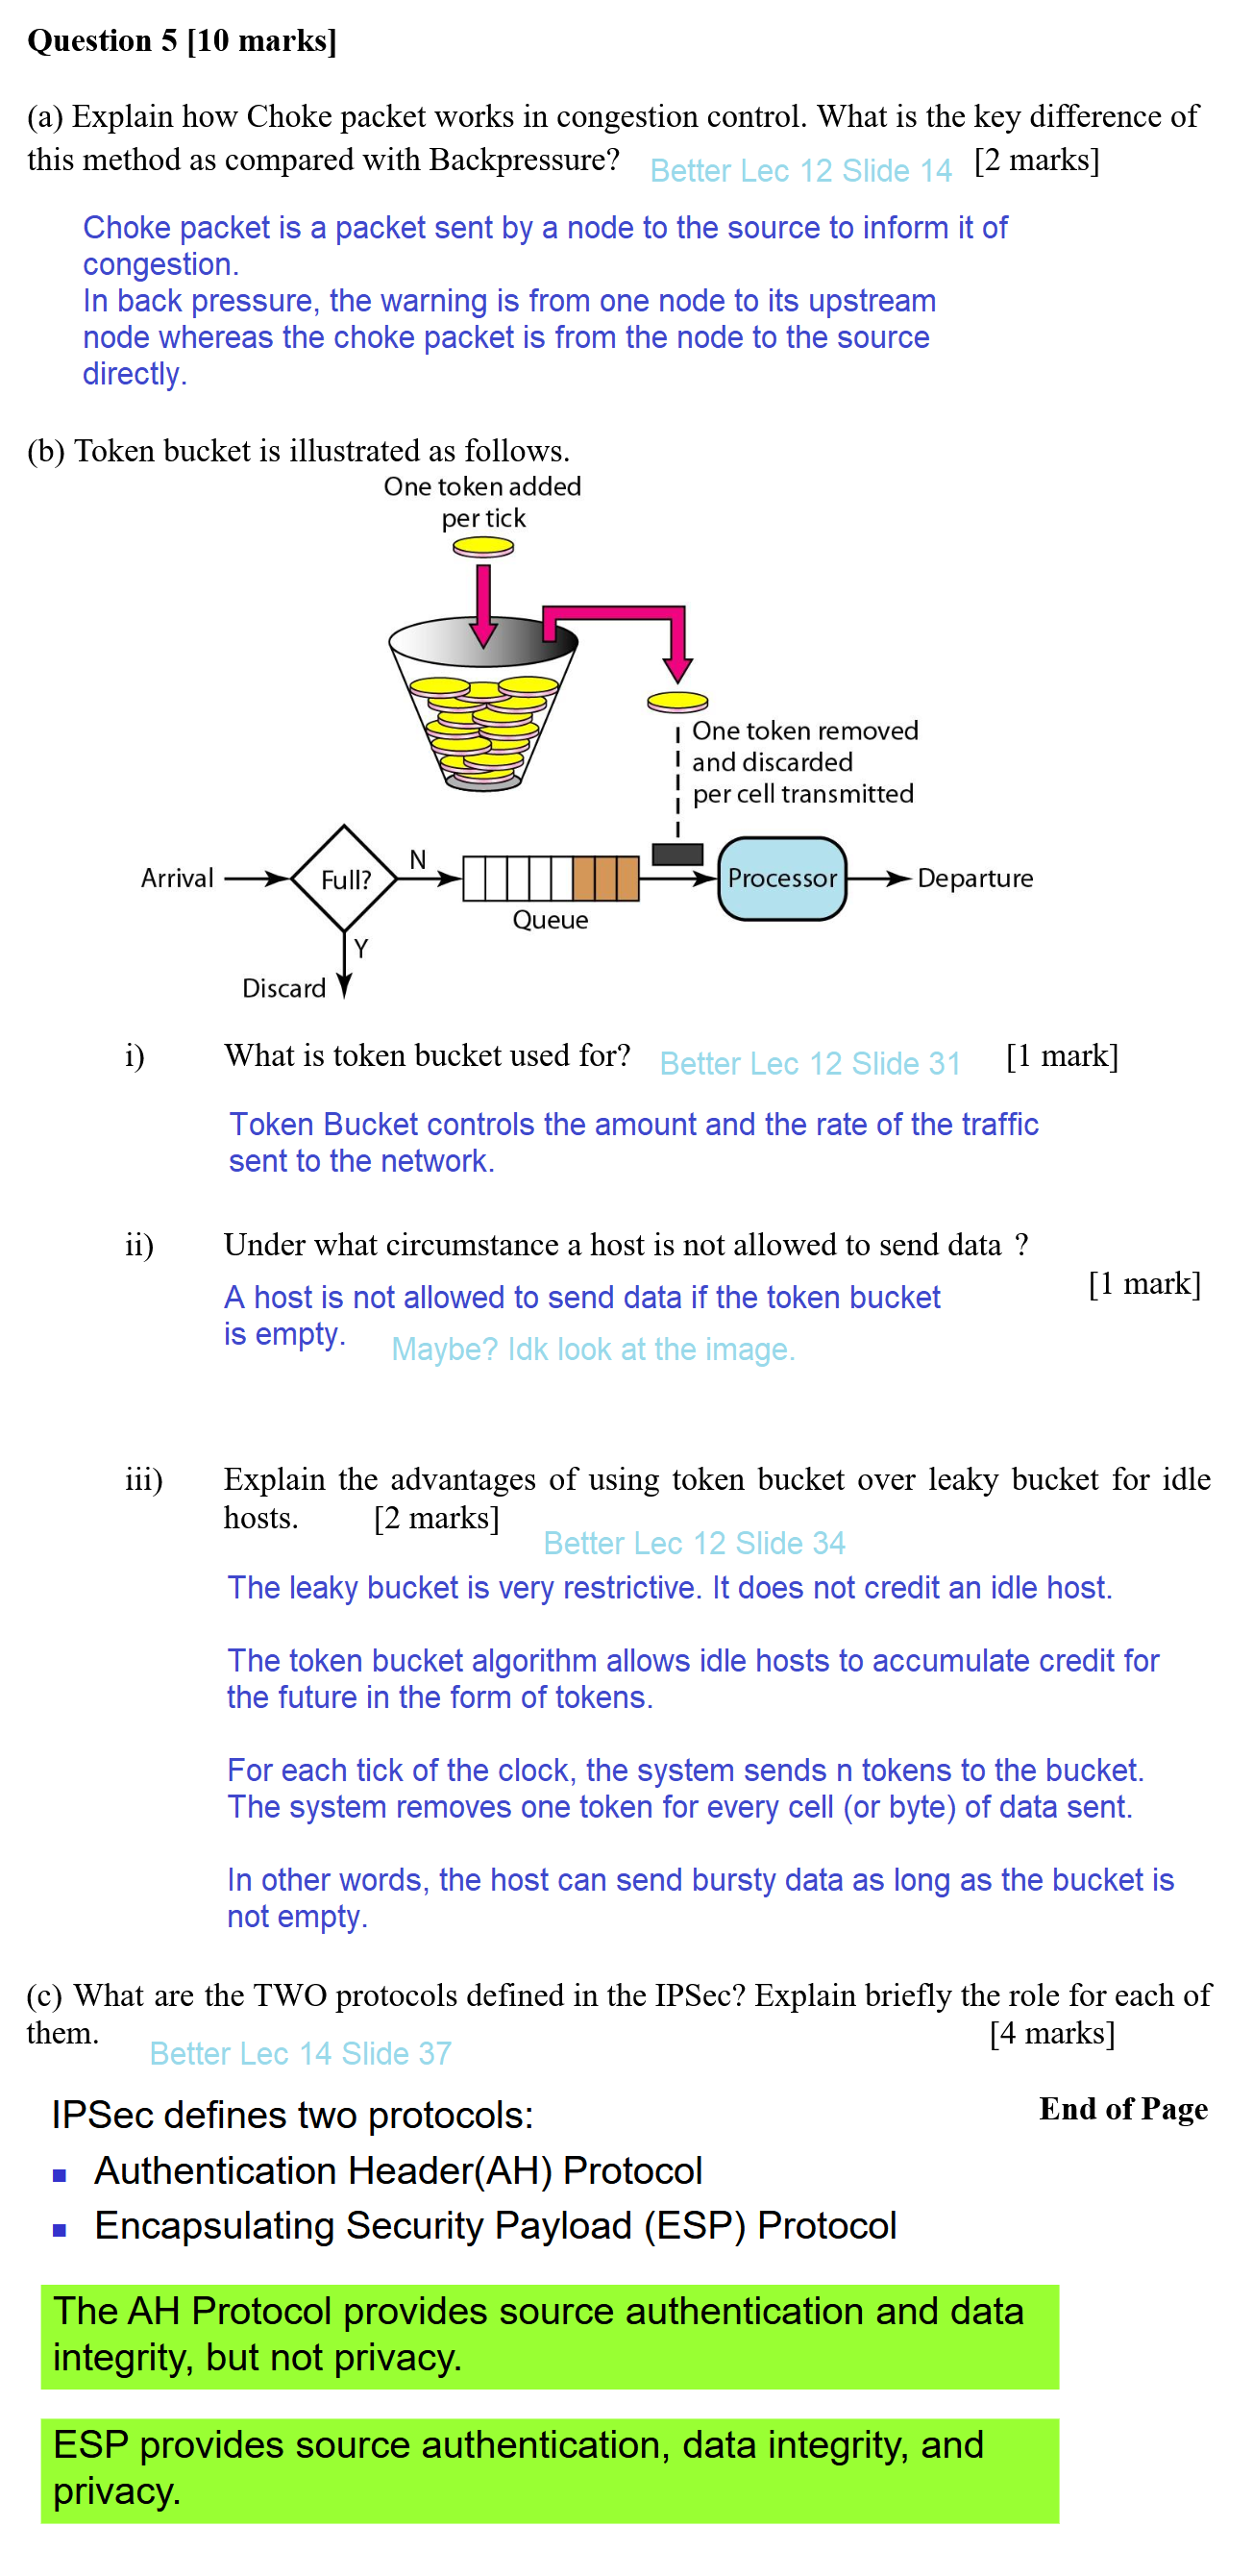 Question 5 [10 marks]
(a) Explain how Choke packet works in congestion control. What is the key difference of
this method as compared with Backpressure? Better Lec 12 Slide 14 [2 marks]
Choke packet is a packet sent by a node to the source to inform it of
congestion.
In back pressure, the warning is from one node to its upstream
node whereas the choke packet is from the node to the source
directly.
(b) Token bucket is illustrated as follows.
One token added
per tick
One token removed
and discarded
per cell transmitted
Arrival
Full?
N
Queue
Processor
Departure
Y
Discard
i) What is token bucket used for? Better Lec 12 Slide 31 [1 mark]
Token Bucket controls the amount and the rate of the traffic
sent to the network.
ii) Under what circumstance a host is not allowed to send data ?
[1 mark]
A host is not allowed to send data if the token bucket
is empty.
Maybe? Idk look at the image.
iii) Explain the advantages of using token bucket over leaky bucket for idle
hosts. [2 marks]
Better Lec 12 Slide 34
The leaky bucket is very restrictive. It does not credit an idle host.
The token bucket algorithm allows idle hosts to accumulate credit for
the future in the form of tokens.
For each tick of the clock, the system sends n tokens to the bucket.
The system removes one token for every cell (or byte) of data sent.
In other words, the host can send bursty data as long as the bucket is
not empty.
(c) What are the TWO protocols defined in the IPSec? Explain briefly the role for each of
them. [4 marks]
Better Lec 14 Slide 37
End of Page
IPSec defines two protocols:
▪ Authentication Header(AH) Protocol
▪ Encapsulating Security Payload (ESP) Protocol
The AH Protocol provides source authentication and data
integrity, but not privacy.
ESP provides source authentication, data integrity, and
privacy.